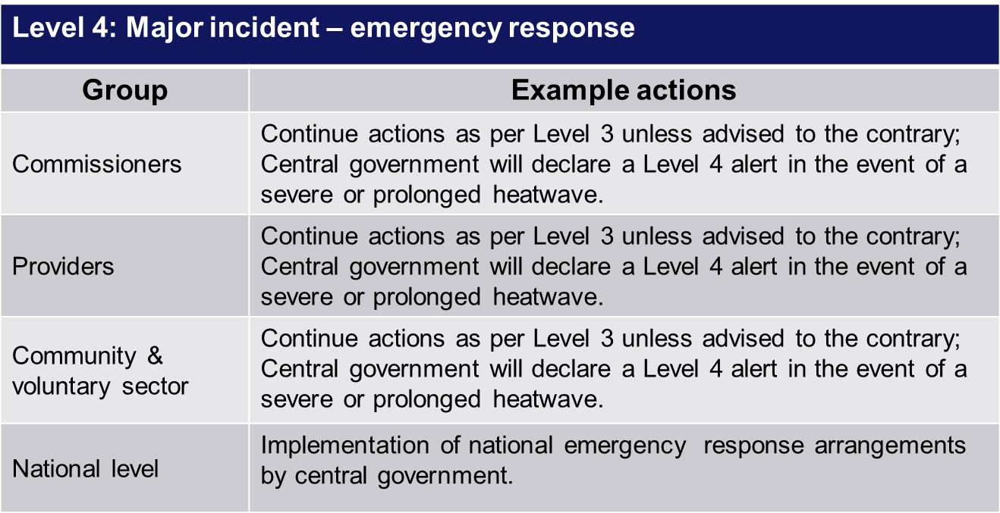 Level 4: Major incident – emergency response
Group
Example actions
Commissioners
Continue actions as per Level 3 unless advised to the contrary;
Central government will declare a Level 4 alert in the event of a
severe or prolonged heatwave.
Providers
Continue actions as per Level 3 unless advised to the contrary;
Central government will declare a Level 4 alert in the event of a
severe or prolonged heatwave.
Community &
voluntary sector
Continue actions as per Level 3 unless advised to the contrary;
Central government will declare a Level 4 alert in the event of a
severe or prolonged heatwave.
National level
Implementation of national emergency response arrangements
by central government.